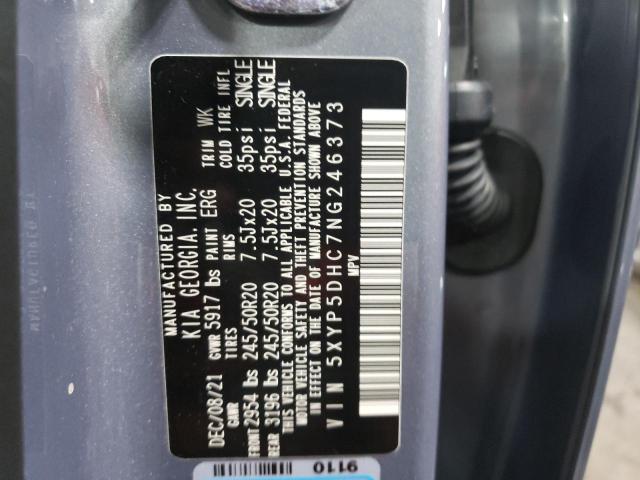 MANUFACTURED BY
KIA GEORGIA. INC.
DEC/08/21 GVWR 5917 bs PAINT ERG TRIM WK
GAWR TIRES RIMS COLD TIRE INFL
FRONT 2954 bs 245/50R20 7.5Jx20 35psi SINGLE
REAR 3196 bs 245/50R20 7.5Jx20 35psi SINGLE
THIS VEHICLE CONFORMS TO ALL APPLICABLE U.S.A. FEDERAL
MOTOR VEHICLE SAFETY AND THEFT PREVENTION STANDARDS
IN EFFECT ON THE DATE OF MANUFACTURE SHOWN ABOVE
VIN 5XYP5DHC7NG246373
MPV
9110